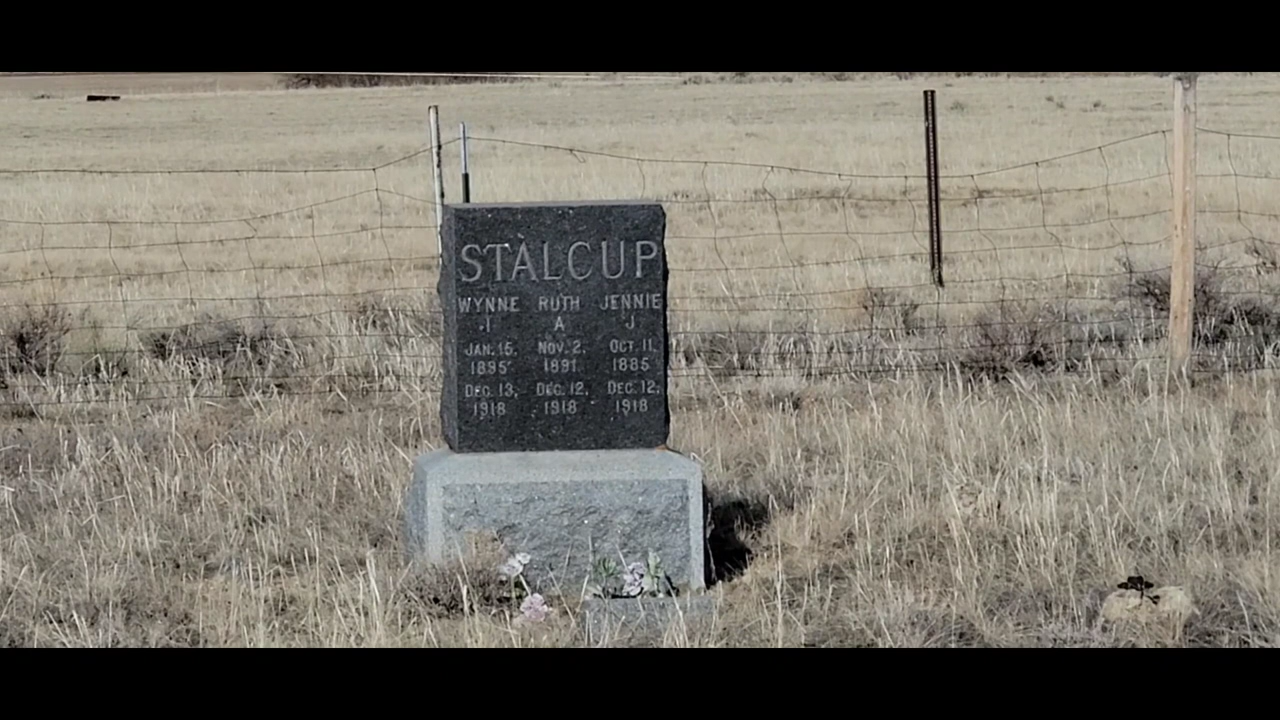 STALCUP
WYNNE RUTH JENNIE
I A J
JAN. 15, NOV. 2, OCT. 11,
1895 1891 1885
DEC. 13, DEC. 12, DEC. 12,
1918 1918 1918